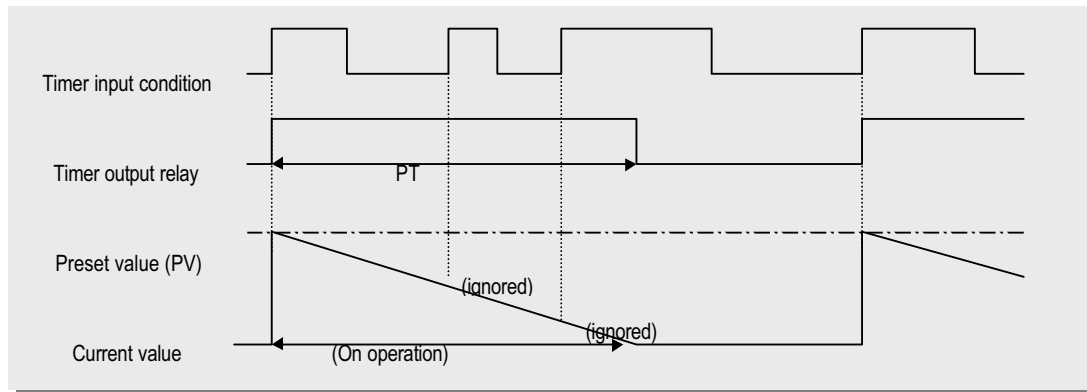 Timer input condition
Timer output relay
PT
Preset value (PV)
(ignored)
(ignored)
Current value
(On operation)